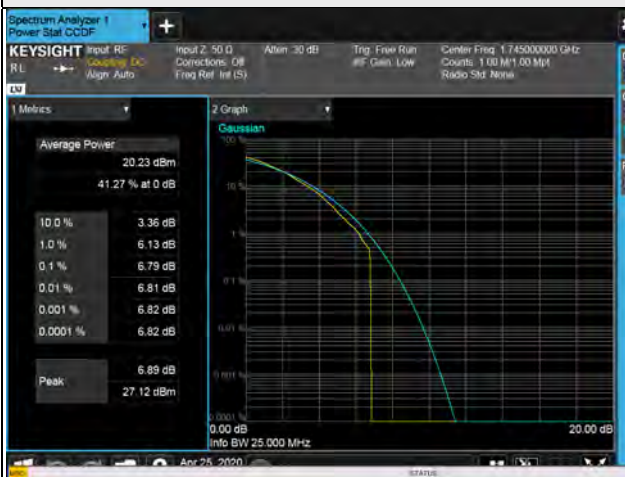 Spectrum Analyzer 1
Power Stat CCDF
+
KEYSIGHT Input: RF Input Z: 50 Ω Atten: 30 dB Trig: Free Run Center Freq: 1.745000000 GHz
RL Coupling: DC Corrections: Off #IF Gain: Low Counts: 1.00 M/1.00 Mpt
Align: Auto Freq Ref: Int (S) Radio Std: None
1 Metrics
Average Power
20.23 dBm
41.27 % at 0 dB
10.0 % 3.36 dB
1.0 % 6.13 dB
0.1 % 6.79 dB
0.01 % 6.81 dB
0.001 % 6.82 dB
0.0001 % 6.82 dB
Peak 6.89 dB
27.12 dBm
2 Graph
Gaussian
100 %
10 %
1 %
0.1 %
0.01 %
0.001 %
0.0001 %
0.00 dB 20.00 dB
Info BW 25.000 MHz
Apr 25, 2020
MSG STATUS